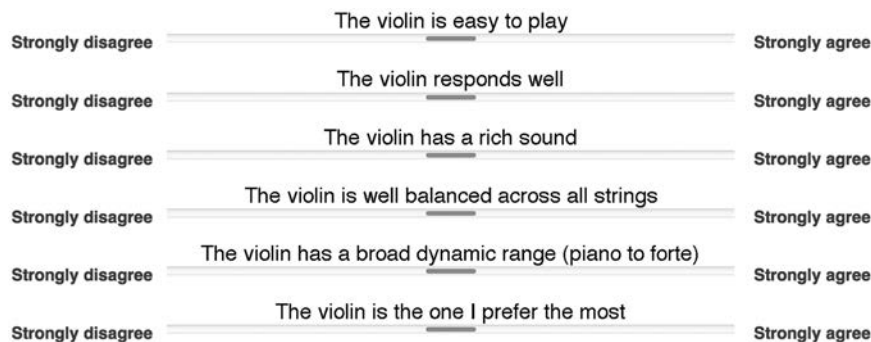 The violin is easy to play
Strongly disagree Strongly agree
The violin responds well
Strongly disagree Strongly agree
The violin has a rich sound
Strongly disagree Strongly agree
The violin is well balanced across all strings
Strongly disagree Strongly agree
The violin has a broad dynamic range (piano to forte)
Strongly disagree Strongly agree
The violin is the one I prefer the most
Strongly disagree Strongly agree